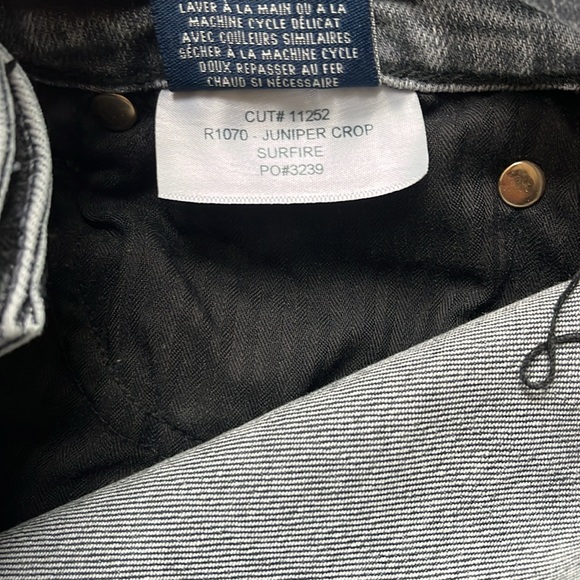 LAVER À LA MAIN OU À LA
MACHINE CYCLE DÉLICAT
AVEC COULEURS SIMILAIRES
SÉCHER À LA MACHINE CYCLE
DOUX REPASSER AU FER
CHAUD SI NÉCESSAIRE
CUT# 11252
R1070 - JUNIPER CROP
SURFIRE
PO#3239